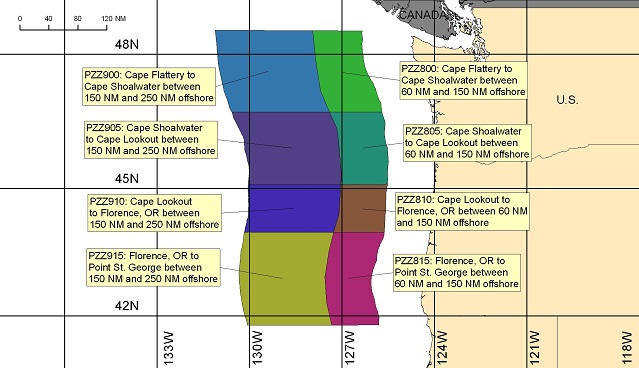 0 40 80 120 NM
CANADA
48N
PZZ900: Cape Flattery to
Cape Shoalwater between
150 NM and 250 NM offshore
PZZ800: Cape Flattery to
Cape Shoalwater between
60 NM and 150 NM offshore
U.S.
PZZ905: Cape Shoalwater
to Cape Lookout between
150 NM and 250 NM offshore
PZZ805: Cape Shoalwater
to Cape Lookout between
60 NM and 150 NM offshore
45N
PZZ910: Cape Lookout
to Florence, OR between
150 NM and 250 NM offshore
PZZ810: Cape Lookout to
Florence, OR between 60 NM
and 150 NM offshore
PZZ915: Florence, OR to
Point St. George between
150 NM and 250 NM offshore
PZZ815: Florence, OR to
Point St. George between
60 NM and 150 NM offshore
42N
133W
130W
127W
124W
121W
118W